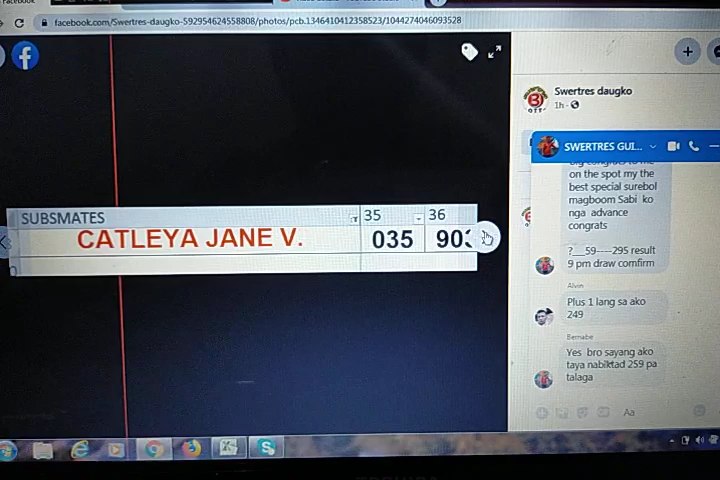 facebook.com/Swertres-daugko-592954624558808/photos/pcb.1346410412358523/1044274046093528
Swertres daugko
1h
SWERTRES GUI...
on the spot my the
best special surebol
magboom Sabi ko
nga advance
congrats
?__59----295 result
9 pm draw comfirm
Alvin
Plus 1 lang sa ako
249
Bernabe
Yes bro sayang ako
taya nabiktad 259 pa
talaga
Aa
SUBSMATES 35 36
CATLEYA JANE V. 035 903